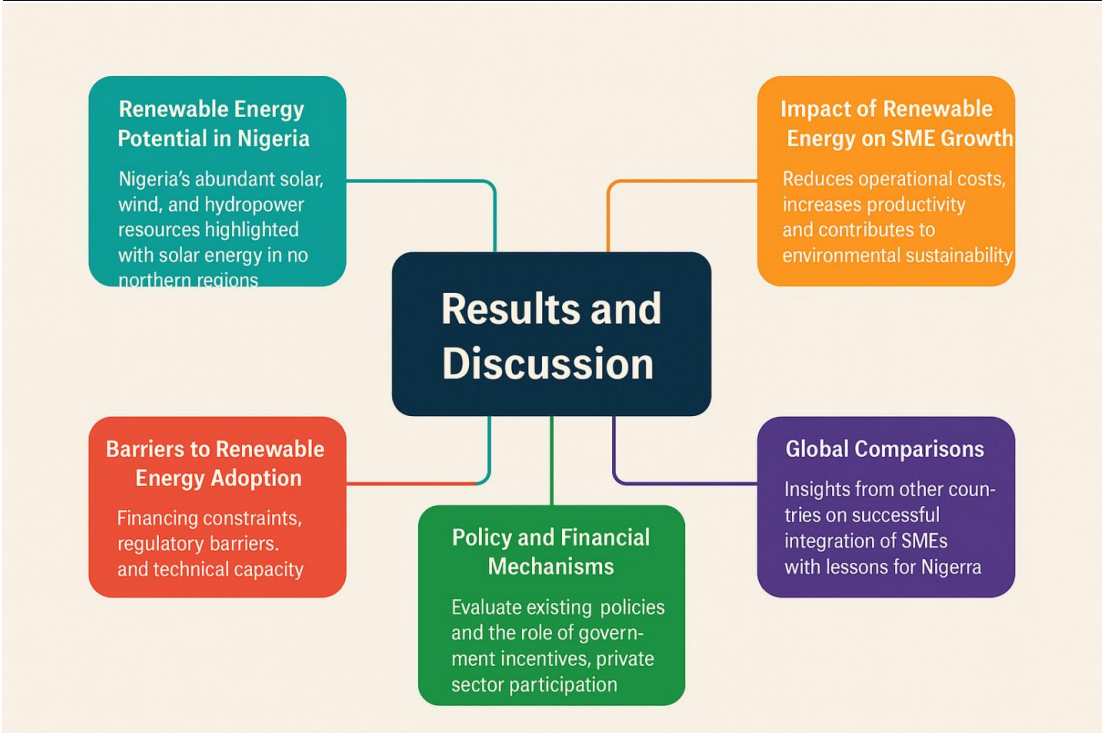 Renewable Energy
Potential in Nigeria
Nigeria's abundant solar,
wind, and hydropower
resources highlighted
with solar energy in no
northern regions
Impact of Renewable
Energy on SME Growth
Reduces operational costs,
increases productivity
and contributes to
environmental sustainability
Results and
Discussion
Barriers to Renewable
Energy Adoption
Financing constraints,
regulatory barriers.
and technical capacity
Policy and Financial
Mechanisms
Evaluate existing policies
and the role of govern-
ment incentives, private
sector participation
Global Comparisons
Insights from other coun-
tries on successful
integration of SMEs
with lessons for Nigerra